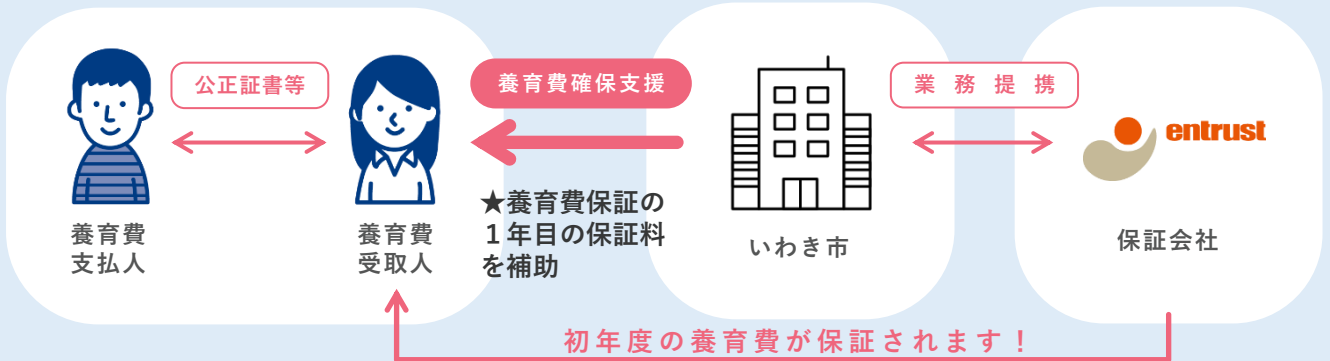 公正証書等
養育費確保支援
業務提携
entrust
★養育費保証の
１年目の保証料
を補助
養育費
支払人
養育費
受取人
いわき市
保証会社
初年度の養育費が保証されます！